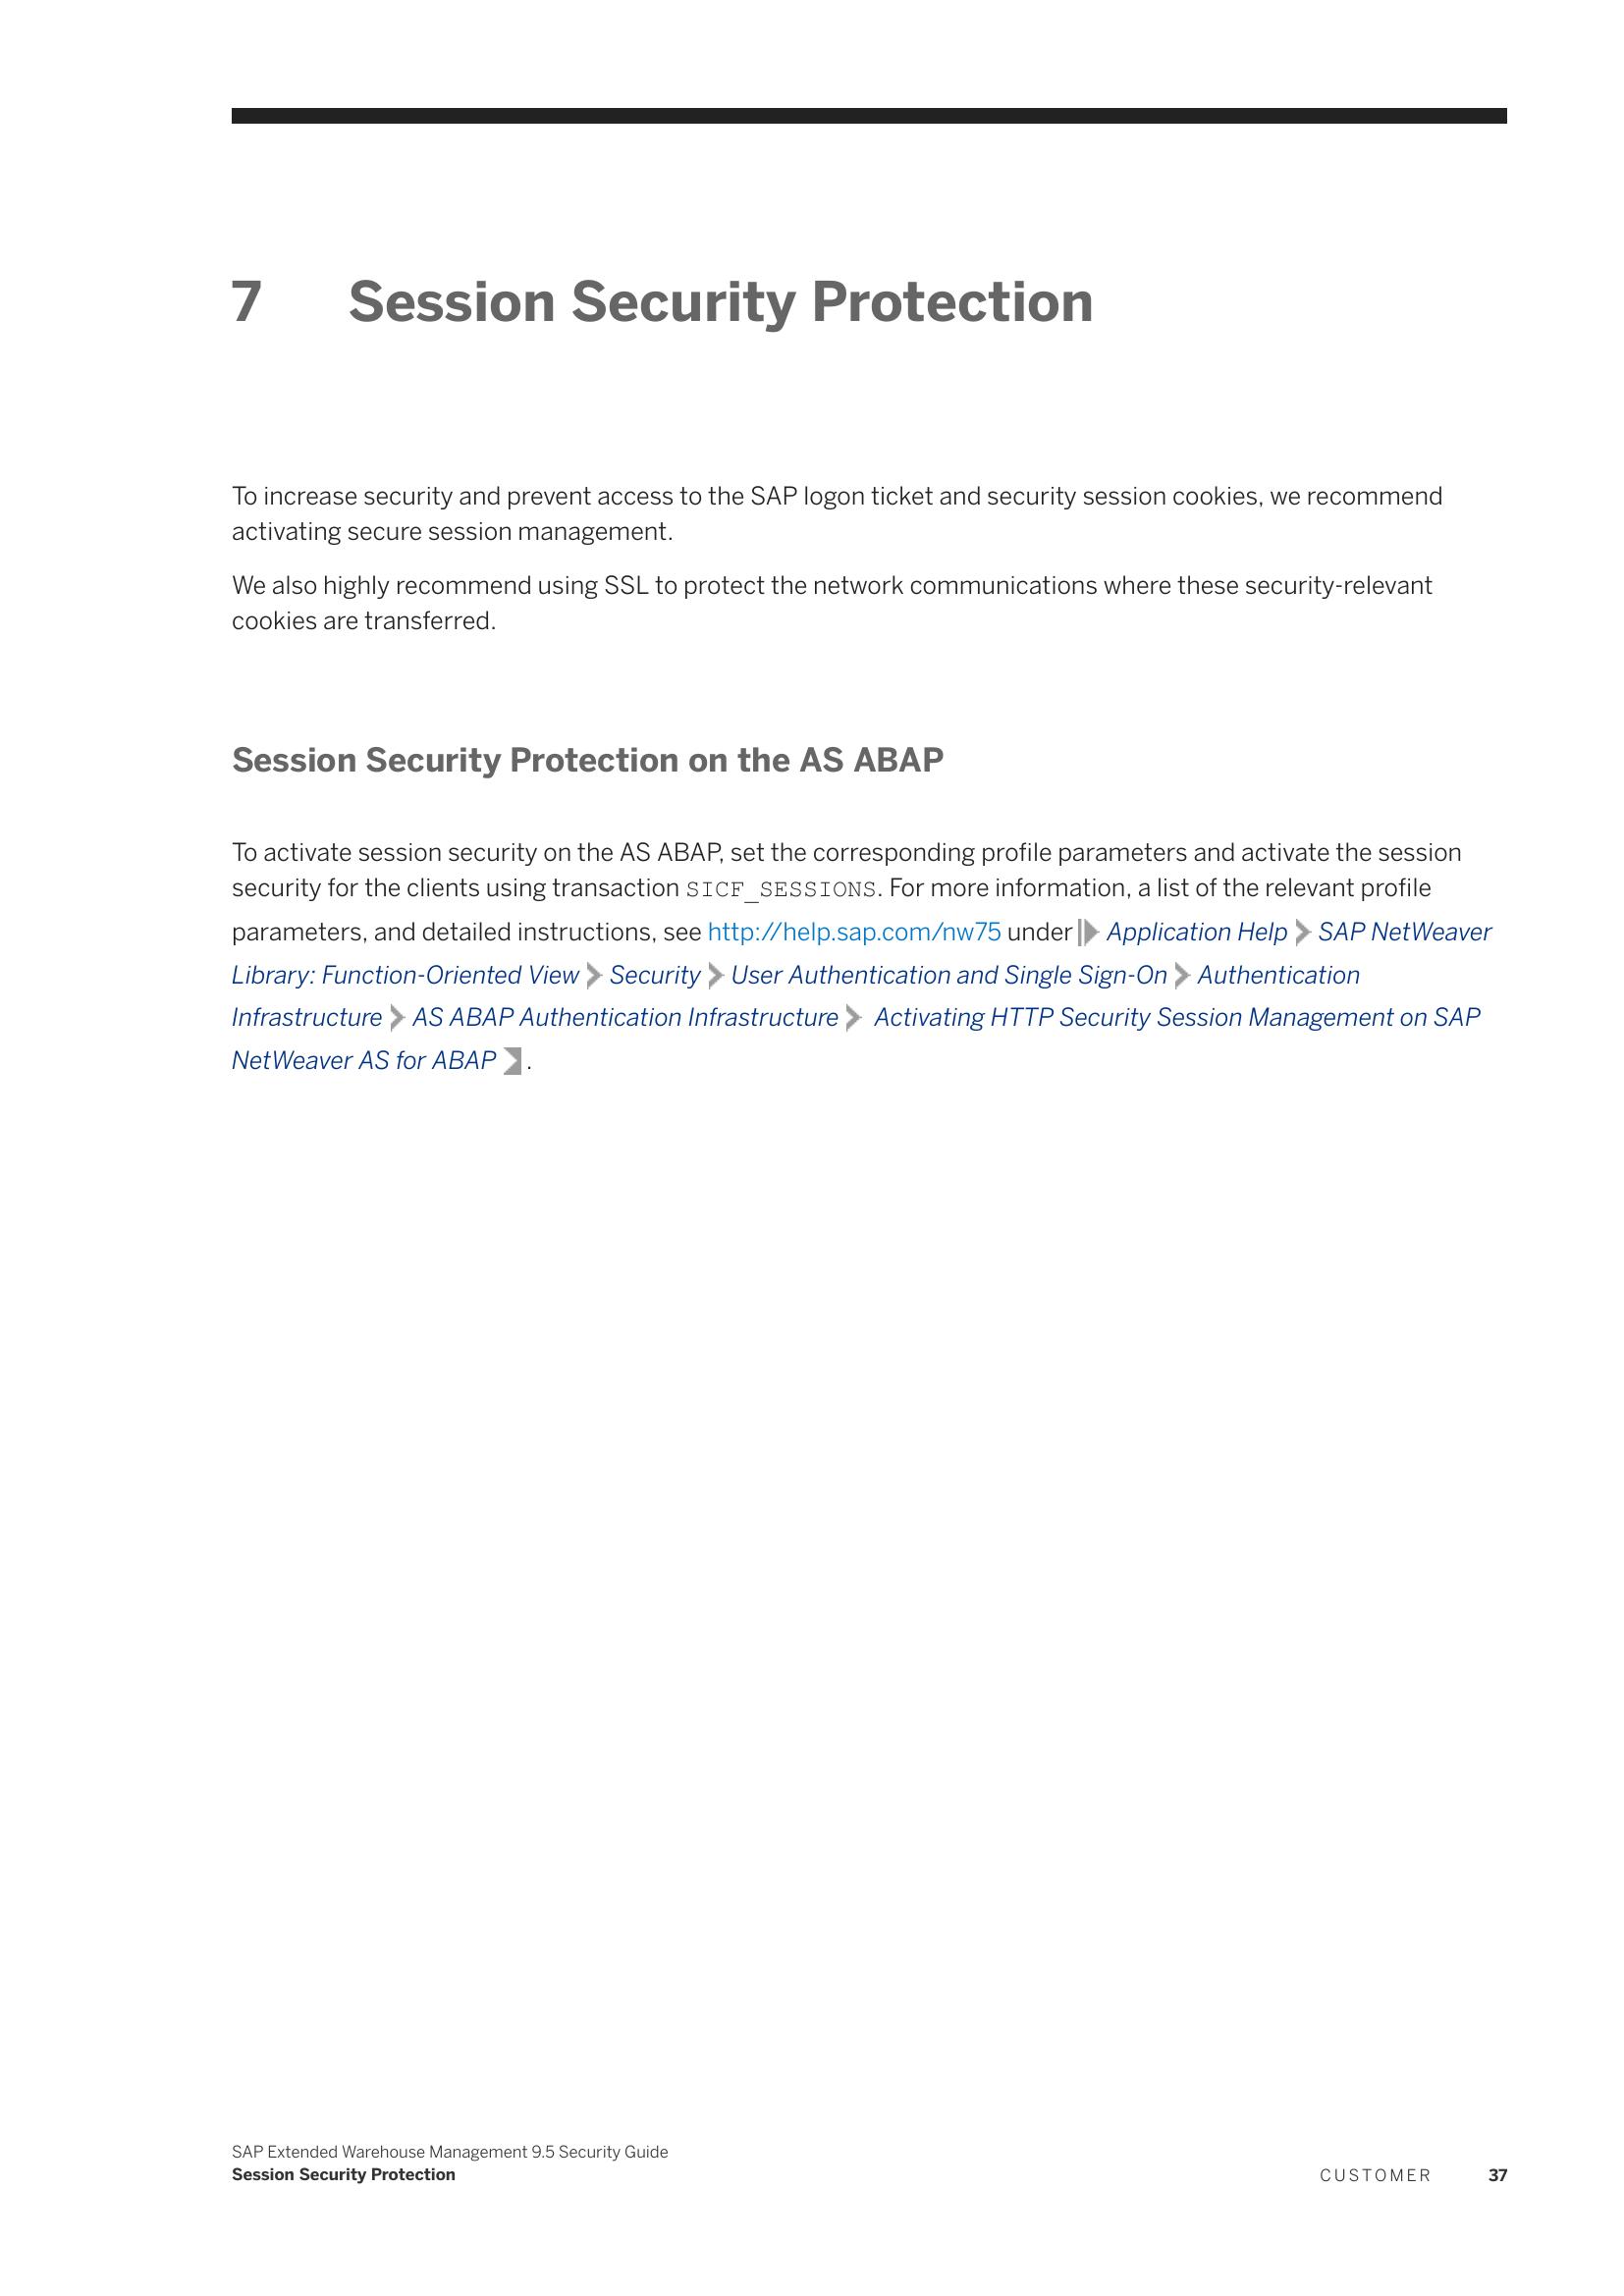 7 Session Security Protection
To increase security and prevent access to the SAP logon ticket and security session cookies, we recommend
activating secure session management.
We also highly recommend using SSL to protect the network communications where these security-relevant
cookies are transferred.
Session Security Protection on the AS ABAP
To activate session security on the AS ABAP, set the corresponding profile parameters and activate the session
security for the clients using transaction SICF_SESSIONS. For more information, a list of the relevant profile
parameters, and detailed instructions, see http://help.sap.com/nw75 under Application Help SAP NetWeaver
Library: Function-Oriented View Security User Authentication and Single Sign-On Authentication
Infrastructure AS ABAP Authentication Infrastructure Activating HTTP Security Session Management on SAP
NetWeaver AS for ABAP .
SAP Extended Warehouse Management 9.5 Security Guide
Session Security Protection
CUSTOMER 37